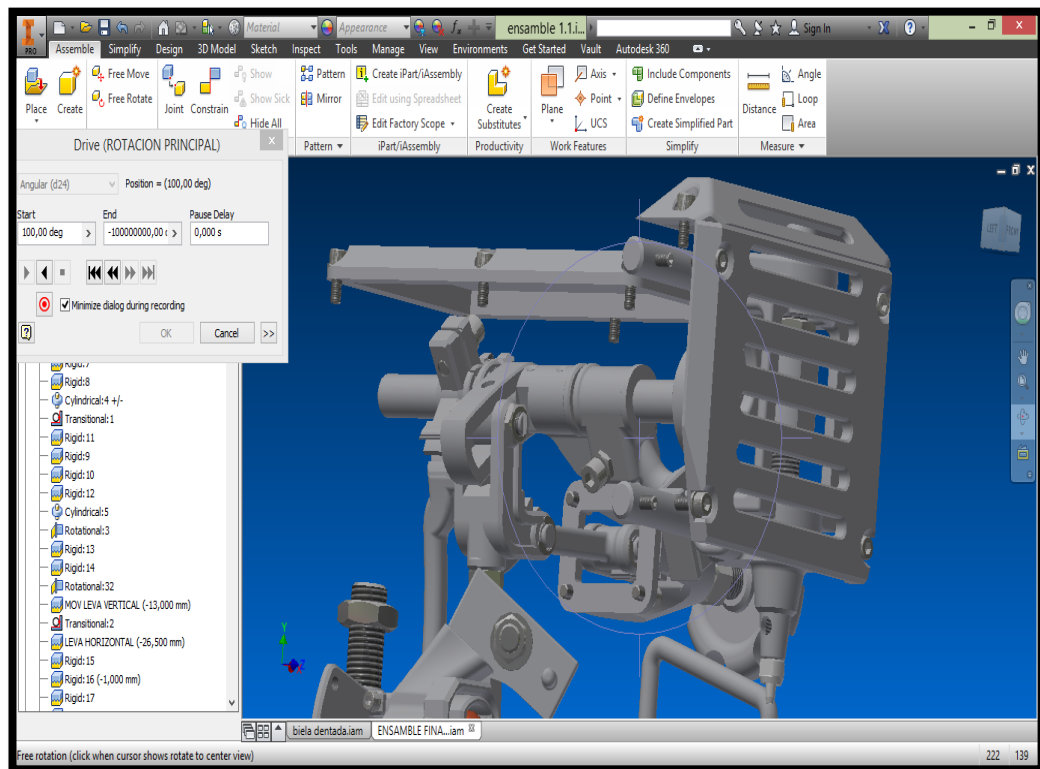 PRO
Material
Appearance
ensamble 1.1.i...
Sign In
Assemble Simplify Design 3D Model Sketch Inspect Tools Manage View Environments Get Started Vault Autodesk 360
Free Move
Free Rotate
Place Create
Joint Constrain
Show
Show Sick
Hide All
Pattern
Mirror
Create iPart/iAssembly
Edit using Spreadsheet
Edit Factory Scope
Create
Substitutes
Plane
Axis
Point
UCS
Include Components
Define Envelopes
Create Simplified Part
Distance
Angle
Loop
Area
Pattern iPart/iAssembly Productivity Work Features Simplify Measure
Drive (ROTACION PRINCIPAL)
Angular (d24) Position = (100,00 deg)
Start End Pause Delay
100,00 deg -100000000,00 ( 0,000 s
Minimize dialog during recording
OK Cancel >>
Rigid:7
Rigid:8
Cylindrical:4 +/-
Transitional:1
Rigid:11
Rigid:9
Rigid:10
Rigid:12
Cylindrical:5
Rotational:3
Rigid:13
Rigid:14
Rotational:32
MOV LEVA VERTICAL (-13,000 mm)
Transitional:2
LEVA HORIZONTAL (-26,500 mm)
Rigid:15
Rigid:16 (-1,000 mm)
Rigid:17
LEFT FRONT
Y
Z
biela dentada.iam ENSAMBLE FINA...iam
Free rotation (click when cursor shows rotate to center view) 222 139